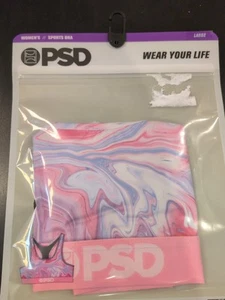 WOMEN'S // SPORTS BRA
LARGE
PSD
WEAR YOUR LIFE
PSD